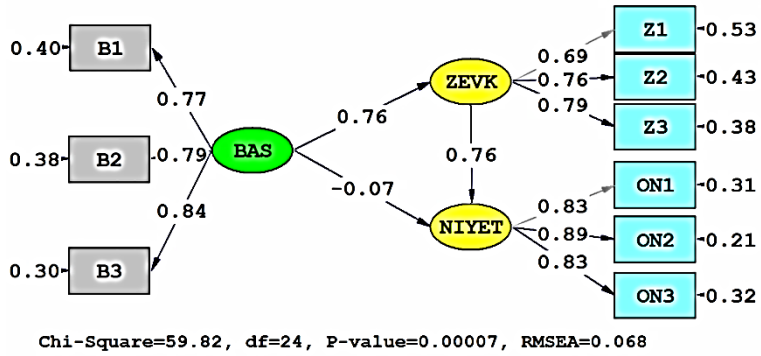 0.40
B1
0.77
0.38
B2
0.79
0.30
B3
0.84
BAS
0.76
-0.07
ZEVK
0.76
NIYET
0.69
Z1
0.53
0.76
Z2
0.43
0.79
Z3
0.38
0.83
ON1
0.31
0.89
ON2
0.21
0.83
ON3
0.32
Chi-Square=59.82, df=24, P-value=0.00007, RMSEA=0.068